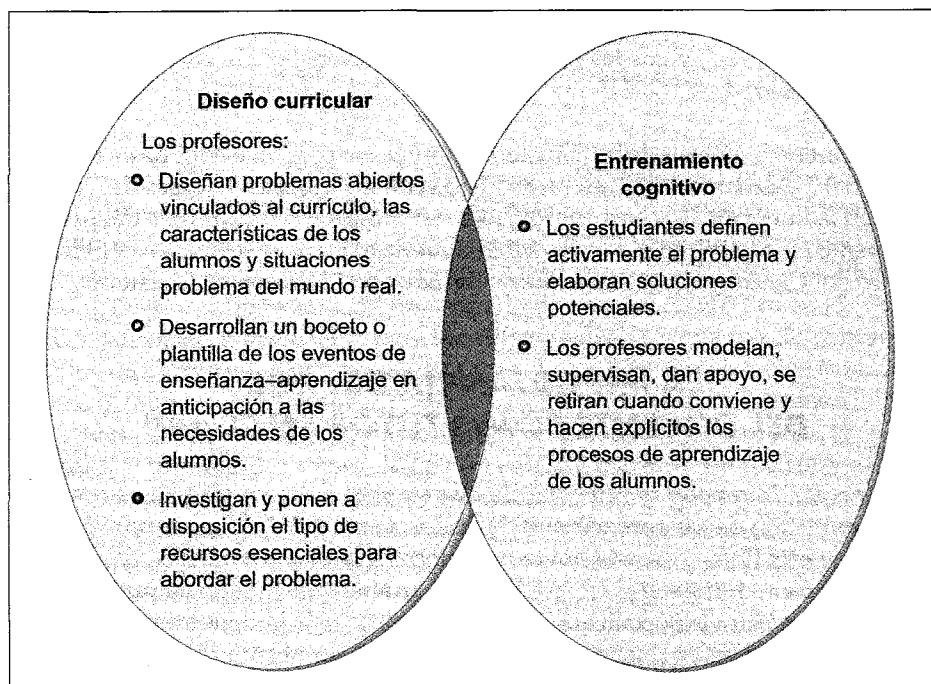 Diseño curricular
Los profesores:
Diseñan problemas abiertos
vinculados al currículo, las
características de los
alumnos y situaciones
problema del mundo real.
Desarrollan un boceto o
plantilla de los eventos de
enseñanza–aprendizaje en
anticipación a las
necesidades de los
alumnos.
Investigan y ponen a
disposición el tipo de
recursos esenciales para
abordar el problema.
Entrenamiento
cognitivo
Los estudiantes definen
activamente el problema y
elaboran soluciones
potenciales.
Los profesores modelan,
supervisan, dan apoyo, se
retiran cuando conviene y
hacen explícitos los
procesos de aprendizaje
de los alumnos.